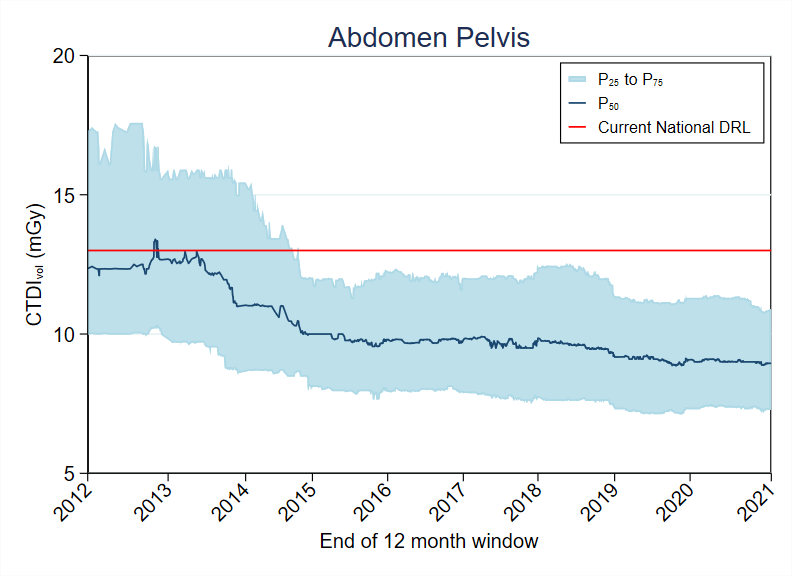 Abdomen Pelvis
20
15
10
5
CTDIvol (mGy)
P25 to P75
P50
Current National DRL
2012 2013 2014 2015 2016 2017 2018 2019 2020 2021
End of 12 month window